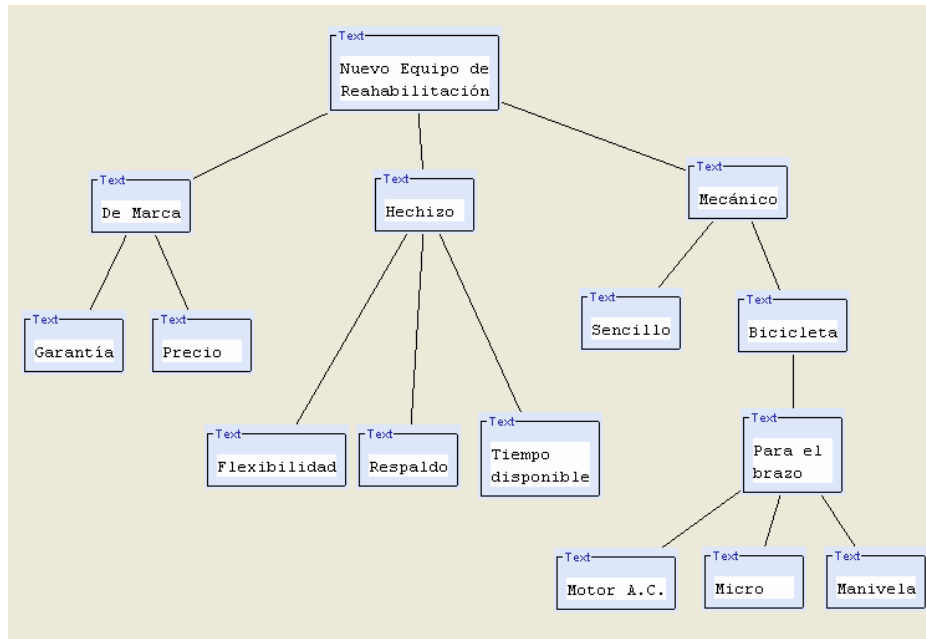 Text
Nuevo Equipo de
Reahabilitación
Text
De Marca
Text
Hechizo
Text
Mecánico
Text
Garantía
Text
Precio
Text
Sencillo
Text
Bicicleta
Text
Flexibilidad
Text
Respaldo
Text
Tiempo
disponible
Text
Para el
brazo
Text
Motor A.C.
Text
Micro
Text
Manivela